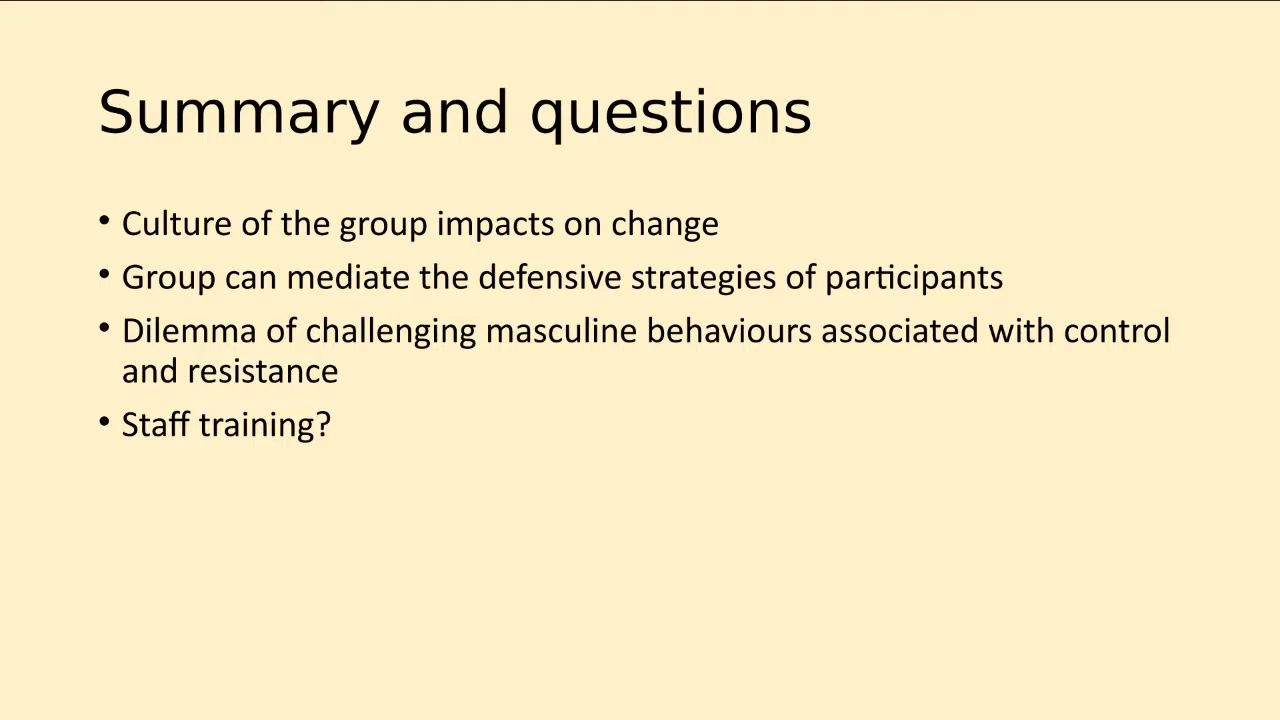 Summary and questions
• Culture of the group impacts on change
• Group can mediate the defensive strategies of participants
• Dilemma of challenging masculine behaviours associated with control
and resistance
• Staff training?